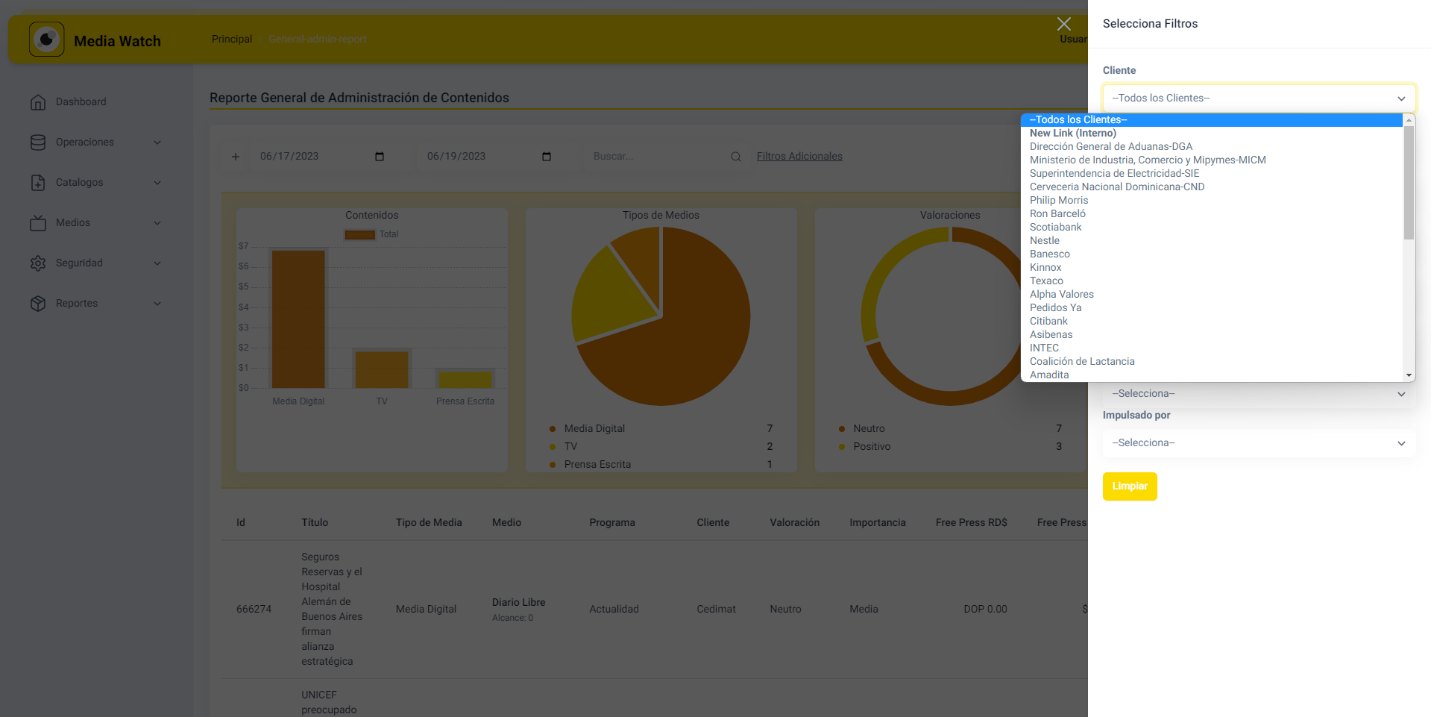 Media Watch
Principal
General-admin-report
Usuar
Dashboard
Operaciones
Catalogos
Medios
Seguridad
Reportes
Reporte General de Administración de Contenidos
+ 06/17/2023 06/19/2023 Buscar... Filtros Adicionales
Contenidos
Total
$7
$6
$5
$4
$3
$2
$1
$0
Media Digital TV Prensa Escrita
Tipos de Medios
Media Digital 7
TV 2
Prensa Escrita 1
Valoraciones
Neutro 7
Positivo 3
Id Título Tipo de Media Medio Programa Cliente Valoración Importancia Free Press RD$ Free Press
Seguros
Reservas y el
Hospital
Alemán de
Buenos Aires
firman
alianza
estratégica
666274 Media Digital Diario Libre Actualidad Cedimat Neutro Media DOP 0.00 $
Alcance: 0
UNICEF
preocupado
Selecciona Filtros
Cliente
--Todos los Clientes--
--Todos los Clientes--
New Link (Interno)
Dirección General de Aduanas-DGA
Ministerio de Industria, Comercio y Mipymes-MICM
Superintendencia de Electricidad-SIE
Cerveceria Nacional Dominicana-CND
Philip Morris
Ron Barceló
Scotiabank
Nestle
Banesco
Kinnox
Texaco
Alpha Valores
Pedidos Ya
Citibank
Asibenas
INTEC
Coalición de Lactancia
Amadita
--Selecciona--
Impulsado por
--Selecciona--
Limpiar